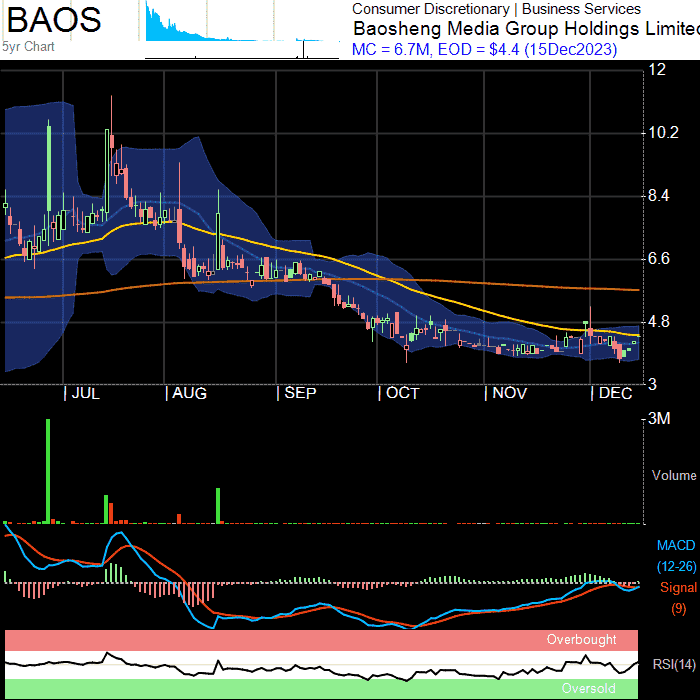 BAOS
5yr Chart
Consumer Discretionary | Business Services
Baosheng Media Group Holdings Limited
MC = 6.7M, EOD = $4.4 (15Dec2023)
12
10.2
8.4
6.6
4.8
3
| JUL | AUG | SEP | OCT | NOV | DEC
3M
Volume
MACD
(12-26)
Signal
(9)
Overbought
RSI(14)
Oversold